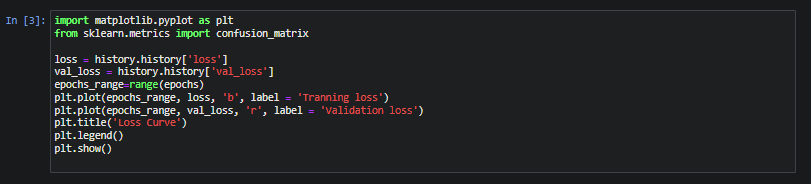 In [3]:
import matplotlib.pyplot as plt
from sklearn.metrics import confusion_matrix
loss = history.history['loss']
val_loss = history.history['val_loss']
epochs_range=range(epochs)
plt.plot(epochs_range, loss, 'b', label = 'Tranning loss')
plt.plot(epochs_range, val_loss, 'r', label = 'Validation loss')
plt.title('Loss Curve')
plt.legend()
plt.show()